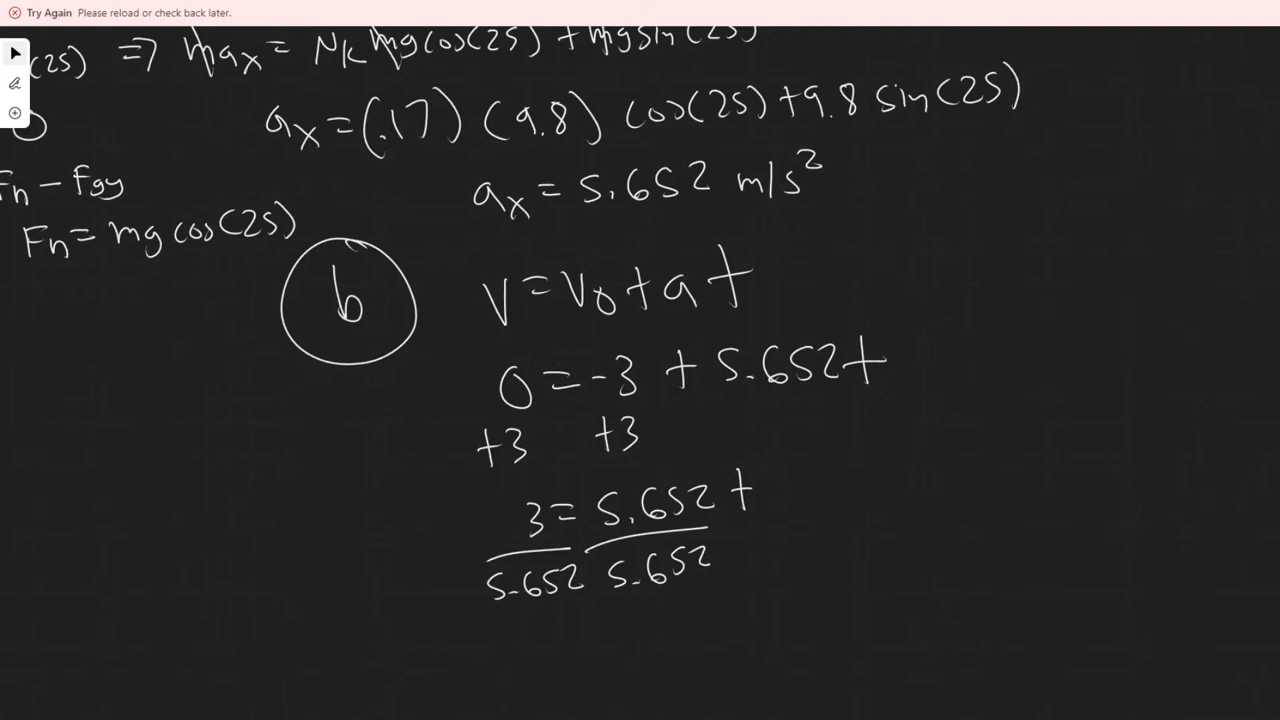 Try Again Please reload or check back later.
(25) => max = Nk mg cos(25) + mg sin(25)
ax = (.17) (9.8) cos(25) + 9.8 sin(25)
Fn - Fgy
ax = 5.652 m/s²
Fn = mg cos(25)
b
v = v0 + a t
0 = -3 + 5.652 t
+3 +3
3 = 5.652 t
5.652 5.652